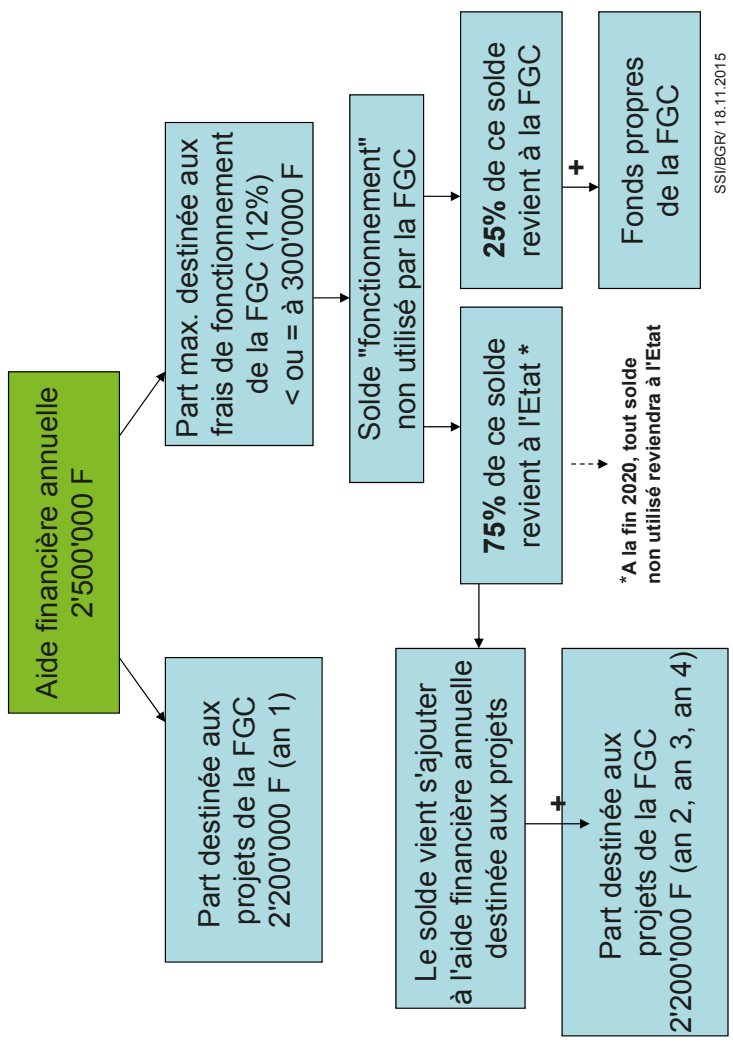 Aide financière annuelle
2'500'000 F
Part destinée aux
projets de la FGC
2'200'000 F (an 1)
Part max. destinée aux
frais de fonctionnement
de la FGC (12%)
< ou = à 300'000 F
Solde "fonctionnement"
non utilisé par la FGC
75% de ce solde
revient à l'Etat *
25% de ce solde
revient à la FGC
+
Fonds propres
de la FGC
*A la fin 2020, tout solde
non utilisé reviendra à l'Etat
Le solde vient s'ajouter
à l'aide financière annuelle
destinée aux projets
+
Part destinée aux
projets de la FGC
2'200'000 F (an 2, an 3, an 4)
SSI/BGR/ 18.11.2015